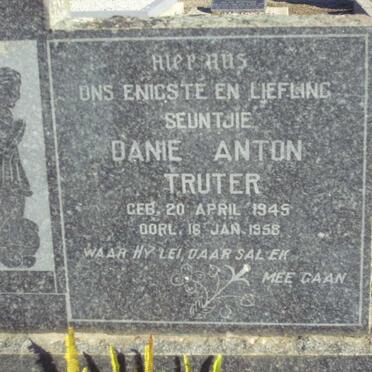 Hier rus
ONS ENIGSTE EN LIEFLING
SEUNTJIE
DANIE ANTON
TRUTER
GEB. 20 APRIL 1945
OORL. 16 JAN. 1958
WAAR HY LEI, DAAR SAL EK
MEE GAAN